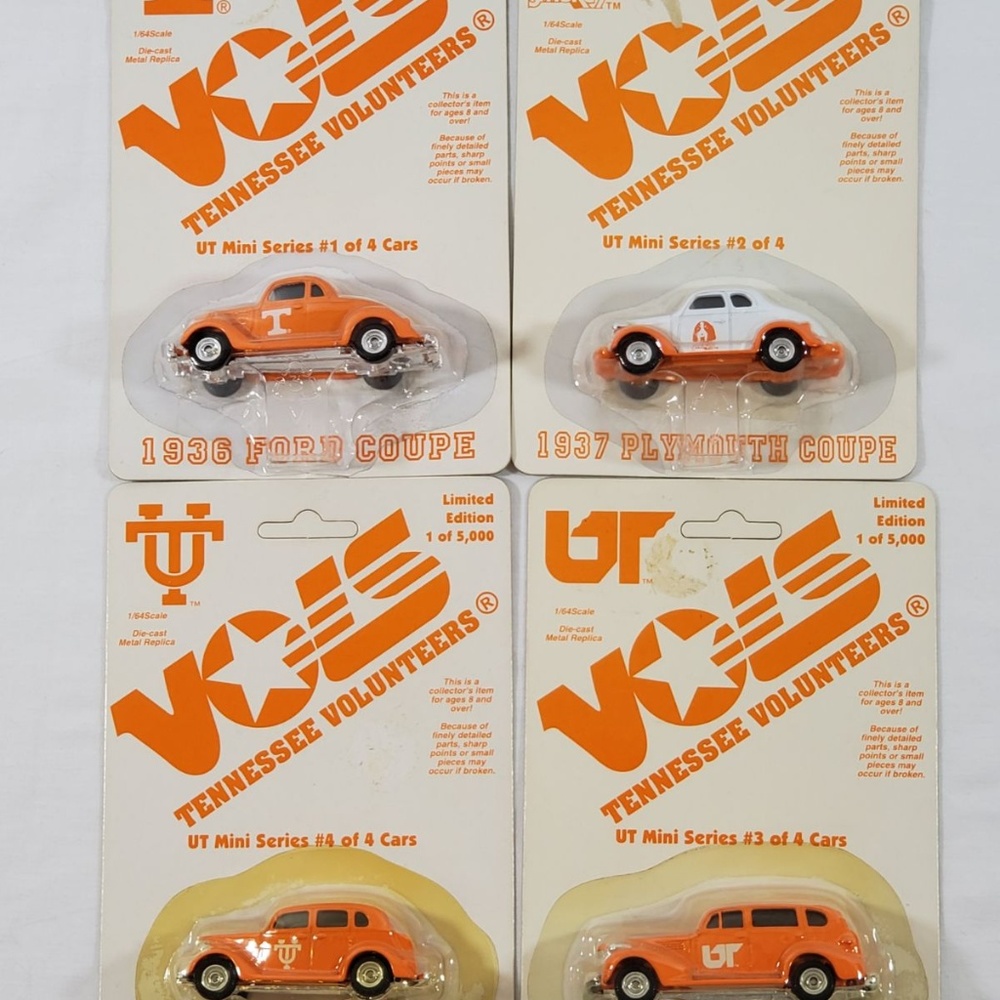 ®
1/64Scale
Die-cast
Metal Replica
VOLS
TENNESSEE VOLUNTEERS®
This is a
collector's item
for ages 8 and
over!
Because of
finely detailed
parts, sharp
points or small
pieces may
occur if broken.
UT Mini Series #1 of 4 Cars
T
1936 FORD COUPE
TM
1/64Scale
Die-cast
Metal Replica
VOLS
TENNESSEE VOLUNTEERS®
This is a
collector's item
for ages 8 and
over!
Because of
finely detailed
parts, sharp
points or small
pieces may
occur if broken.
UT Mini Series #2 of 4
1937 PLYMOUTH COUPE
UT TM
Limited
Edition
1 of 5,000
1/64Scale
Die-cast
Metal Replica
VOLS
TENNESSEE VOLUNTEERS®
This is a
collector's item
for ages 8 and
over!
Because of
finely detailed
parts, sharp
points or small
pieces may
occur if broken.
UT Mini Series #4 of 4 Cars
UT
UT TM
Limited
Edition
1 of 5,000
1/64Scale
Die-cast
Metal Replica
VOLS
TENNESSEE VOLUNTEERS®
This is a
collector's item
for ages 8 and
over!
Because of
finely detailed
parts, sharp
points or small
pieces may
occur if broken.
UT Mini Series #3 of 4 Cars
UT